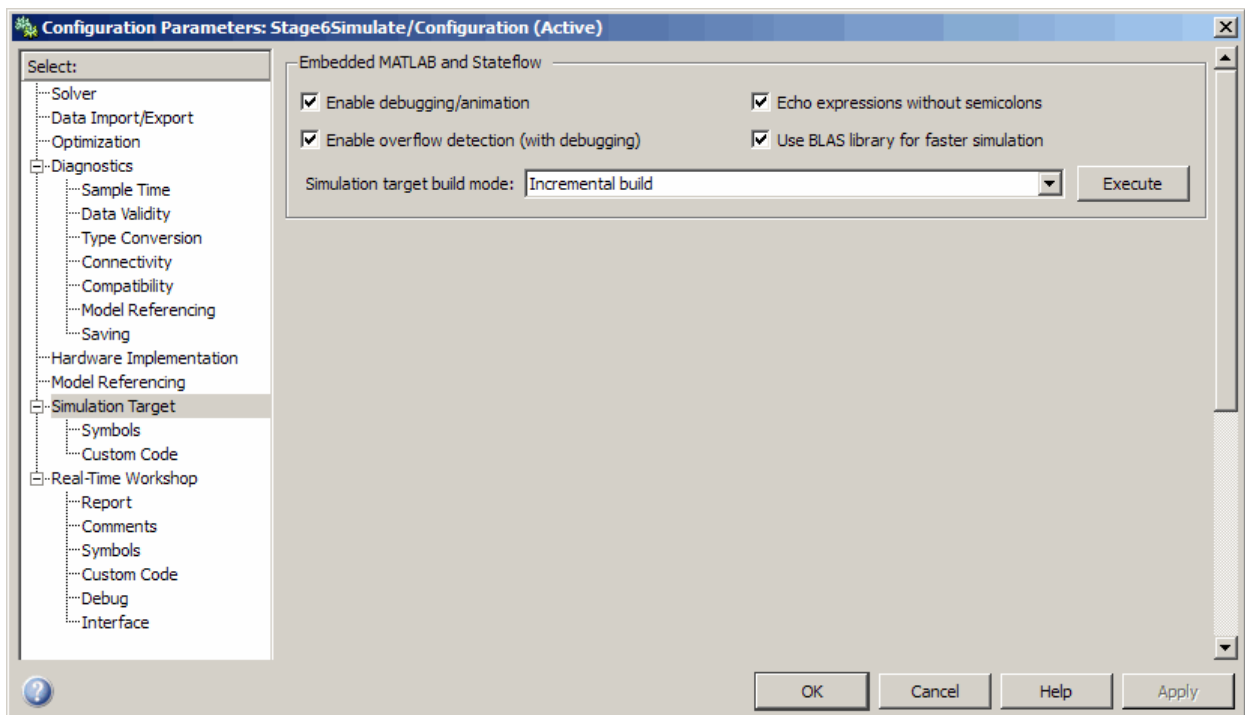 Configuration Parameters: Stage6Simulate/Configuration (Active)
Select:
Solver
Data Import/Export
Optimization
Diagnostics
Sample Time
Data Validity
Type Conversion
Connectivity
Compatibility
Model Referencing
Saving
Hardware Implementation
Model Referencing
Simulation Target
Symbols
Custom Code
Real-Time Workshop
Report
Comments
Symbols
Custom Code
Debug
Interface
Embedded MATLAB and Stateflow
Enable debugging/animation
Echo expressions without semicolons
Enable overflow detection (with debugging)
Use BLAS library for faster simulation
Simulation target build mode: Incremental build Execute
OK Cancel Help Apply